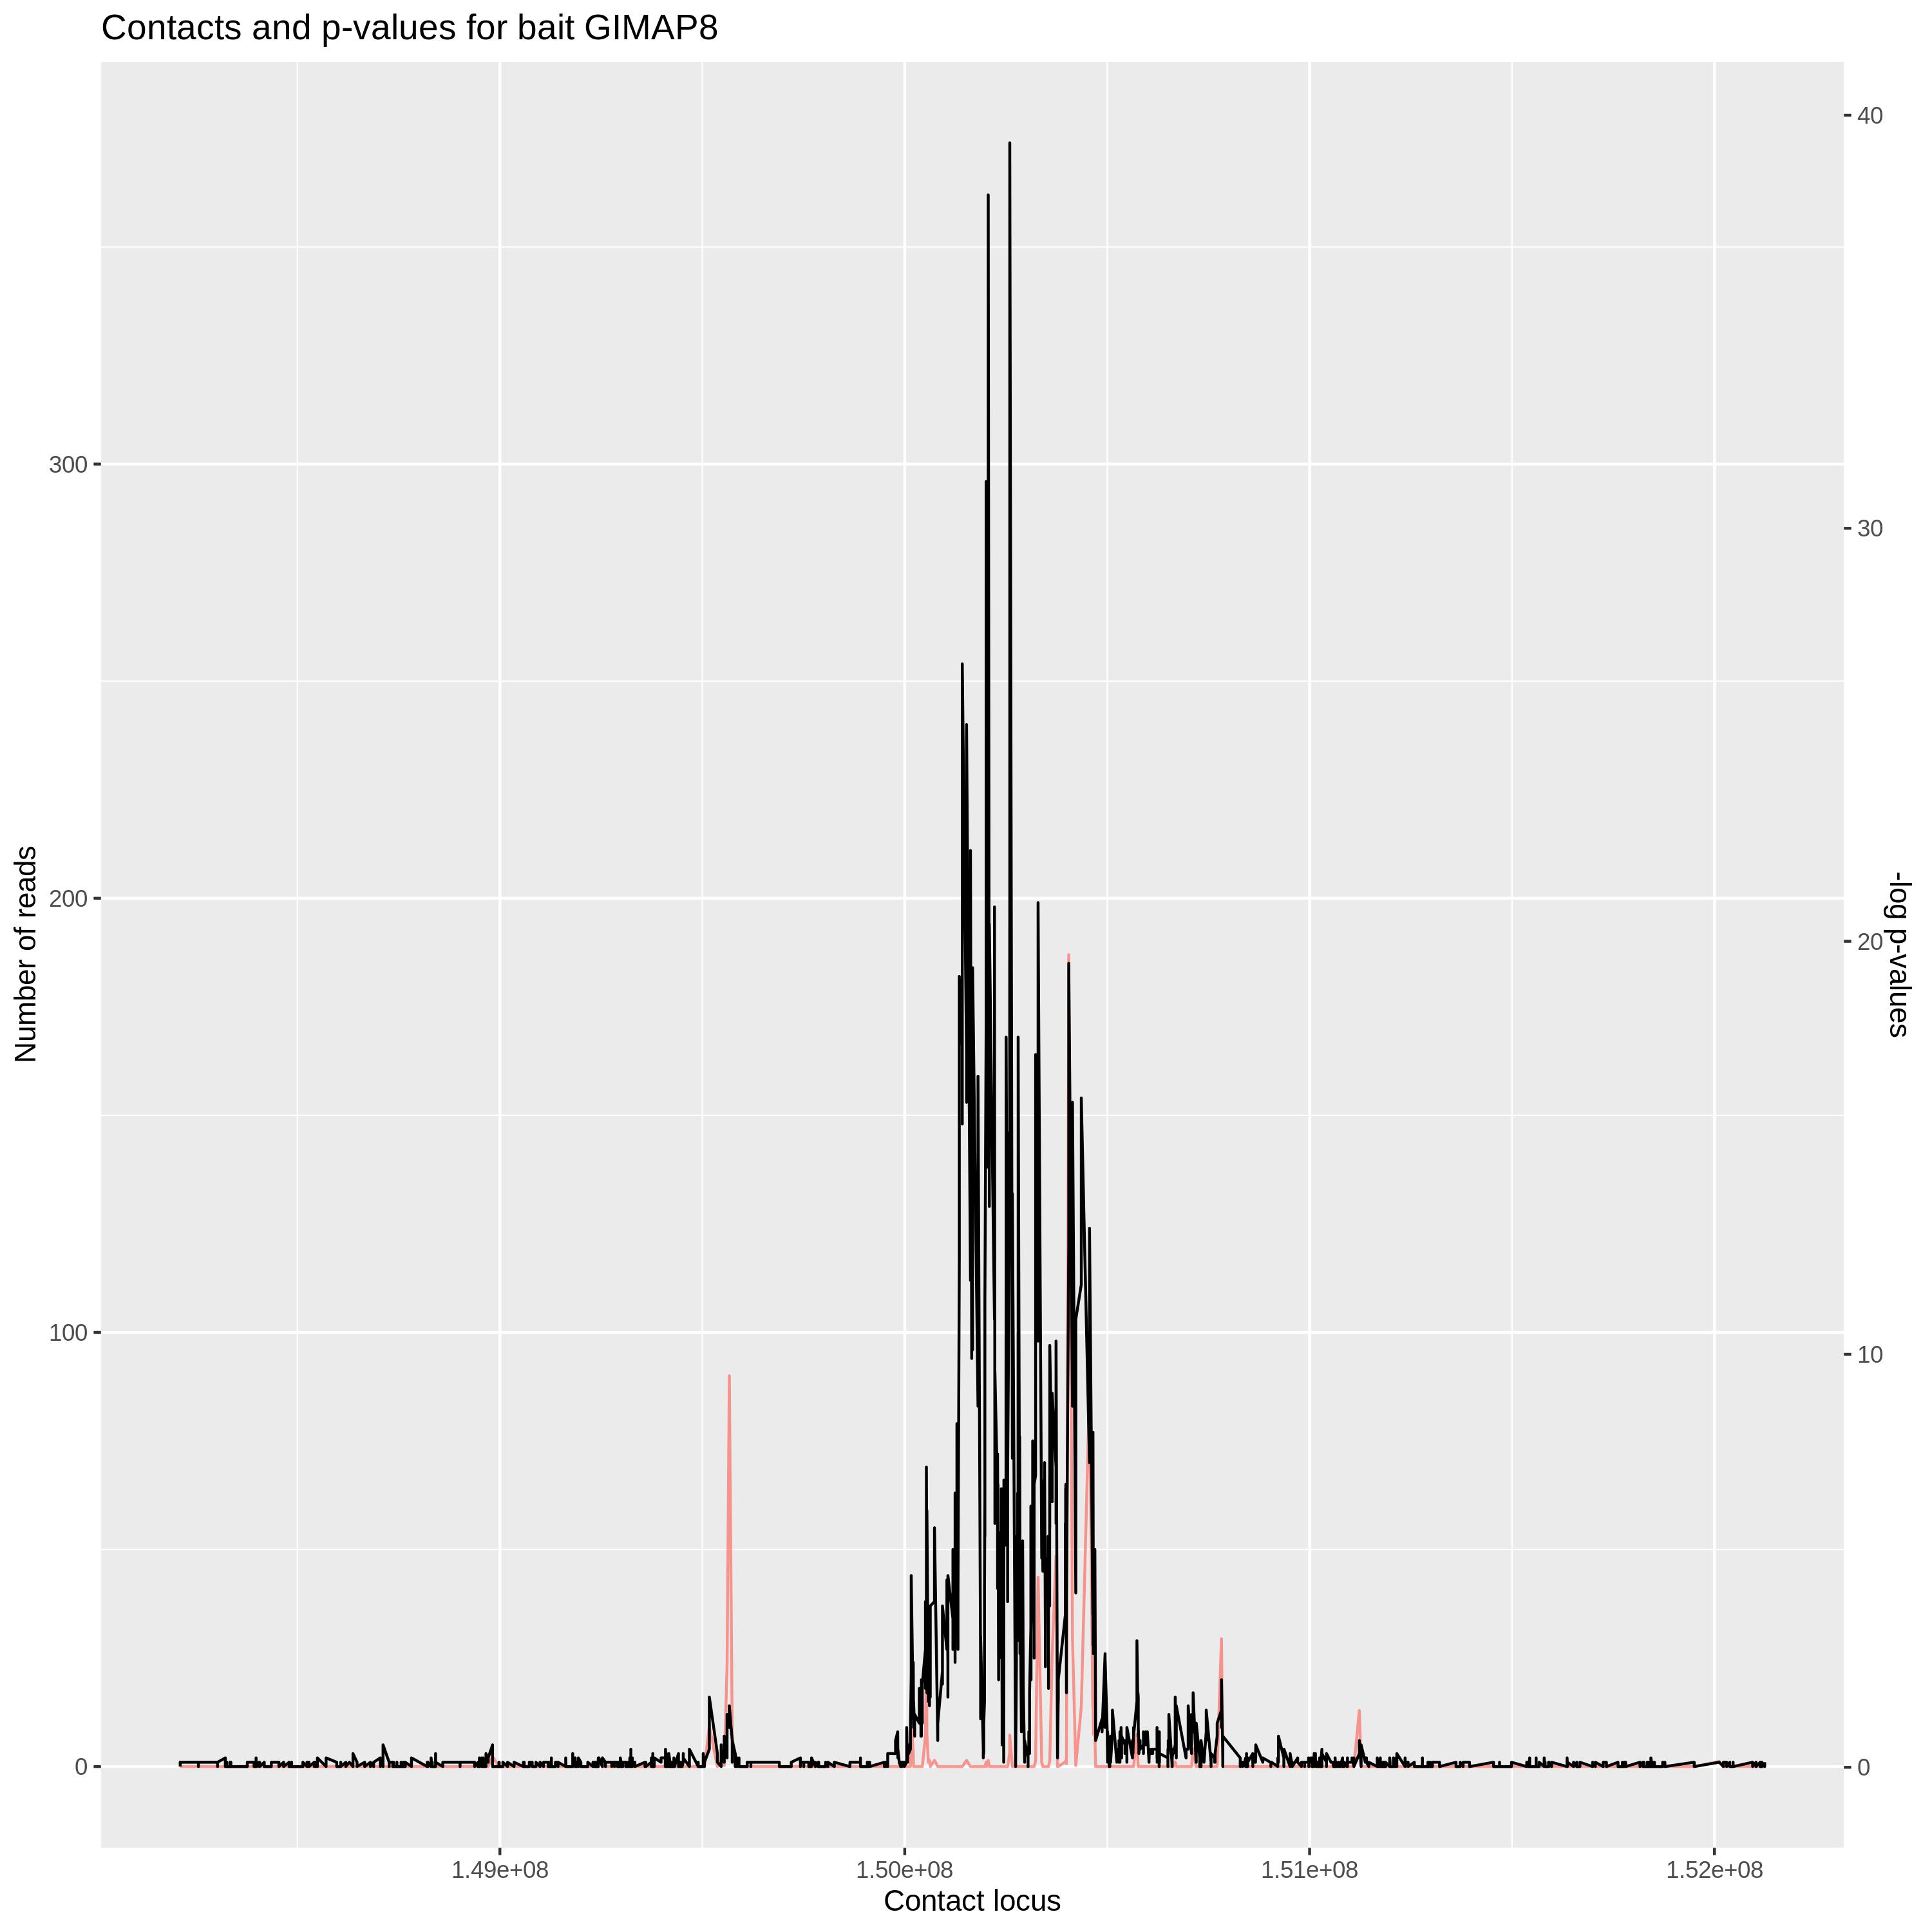 Contacts and p-values for bait GIMAP8
Number of reads
300
200
100
0
40
30
20
10
0
-log p-values
1.49e+08
1.50e+08
1.51e+08
1.52e+08
Contact locus